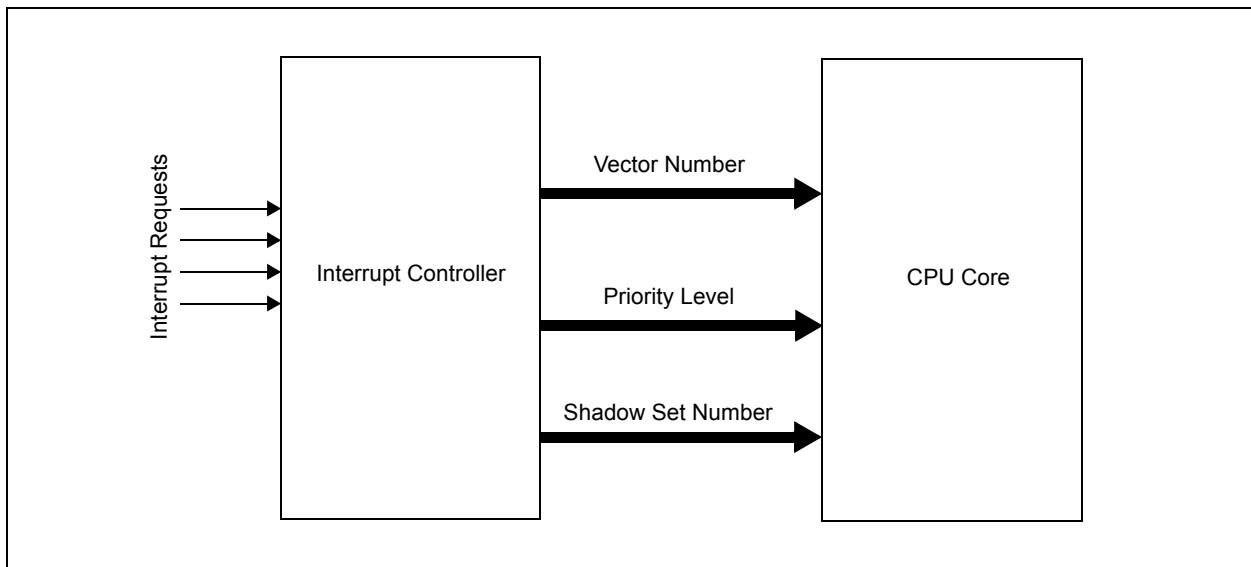 Interrupt Requests
Interrupt Controller
Vector Number
Priority Level
Shadow Set Number
CPU Core